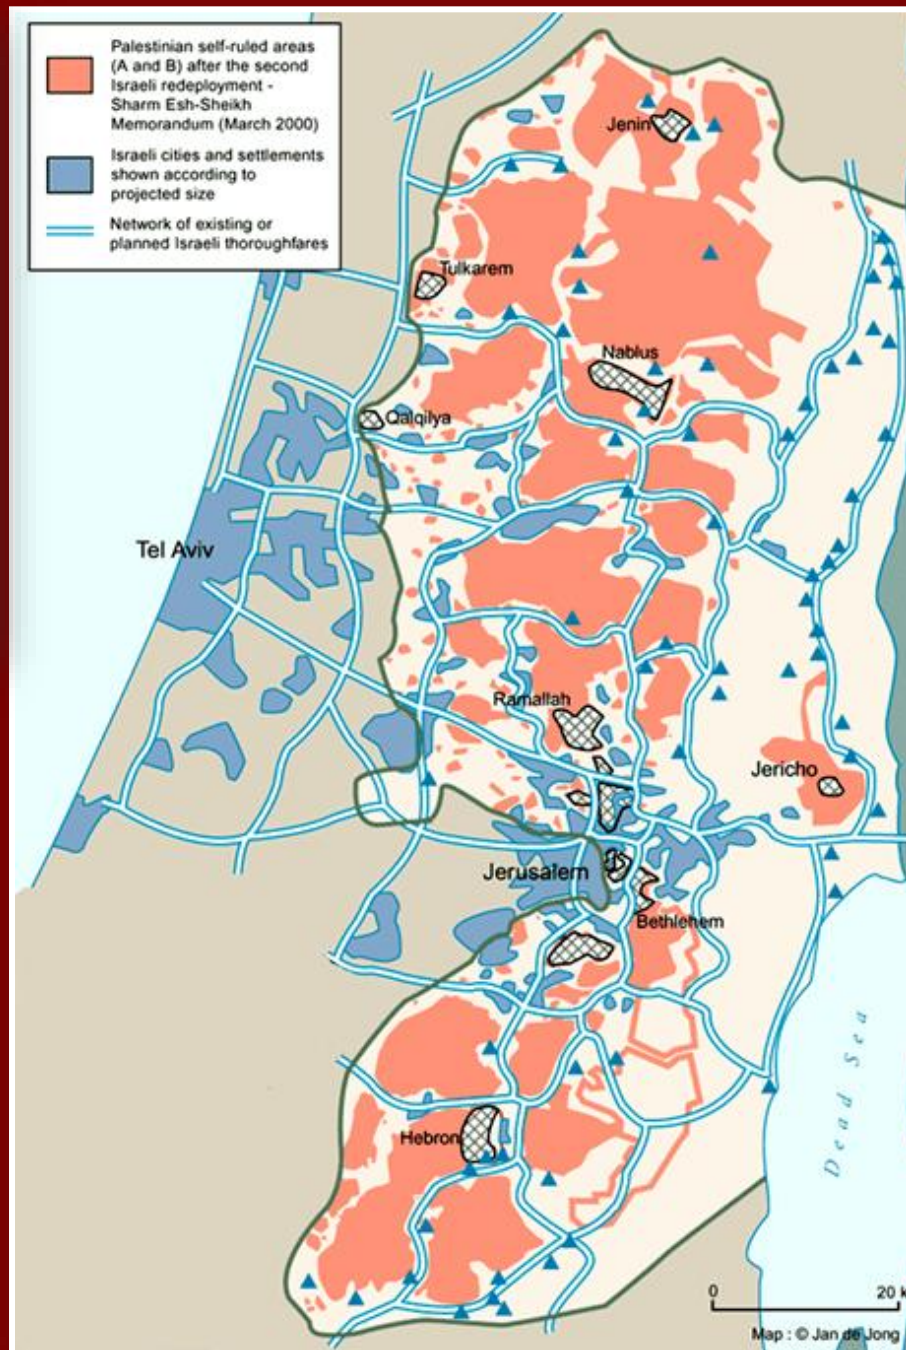 Palestinian self-ruled areas
(A and B) after the second
Israeli redeployment -
Sharm Esh-Sheikh
Memorandum (March 2000)
Israeli cities and settlements
shown according to
projected size
Network of existing or
planned Israeli thoroughfares
Jenin
Tulkarem
Nablus
Qalqilya
Tel Aviv
Ramallah
Jericho
Jerusalem
Bethlehem
Hebron
Dead Sea
0 20 k
Map : © Jan de Jong